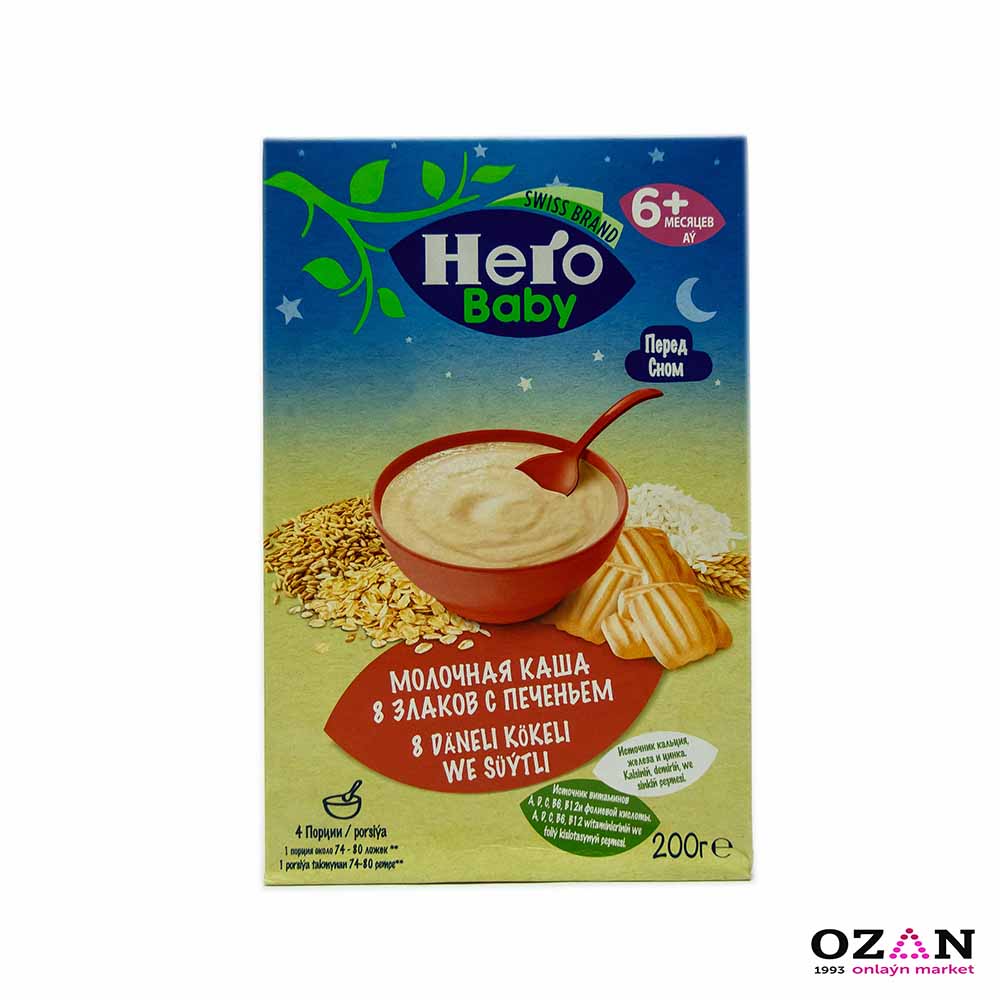 SWISS BRAND
Hero
Baby
6+
МЕСЯЦЕВ
AÝ
Перед
Сном
МОЛОЧНАЯ КАША
8 ЗЛАКОВ С ПЕЧЕНЬЕМ
8 DÄNELI KÖKELI
WE SÜÝTLI
Источник кальция,
железа и цинка.
Kalsiniň, demiriň, we
sinkiň çeşmesi.
Источник витаминов
A, D, C, B6, B12и фолиевой кислоты.
A, D, C, B6, B12 witaminleriniň we
foliý kislotasynyň çeşmesi.
4 Порции / porsiýa
1 порция около 74 - 80 ложек **
1 porsiýa takmynan 74-80 çemçe**
200г e
OZAN
1993 onlaýn market